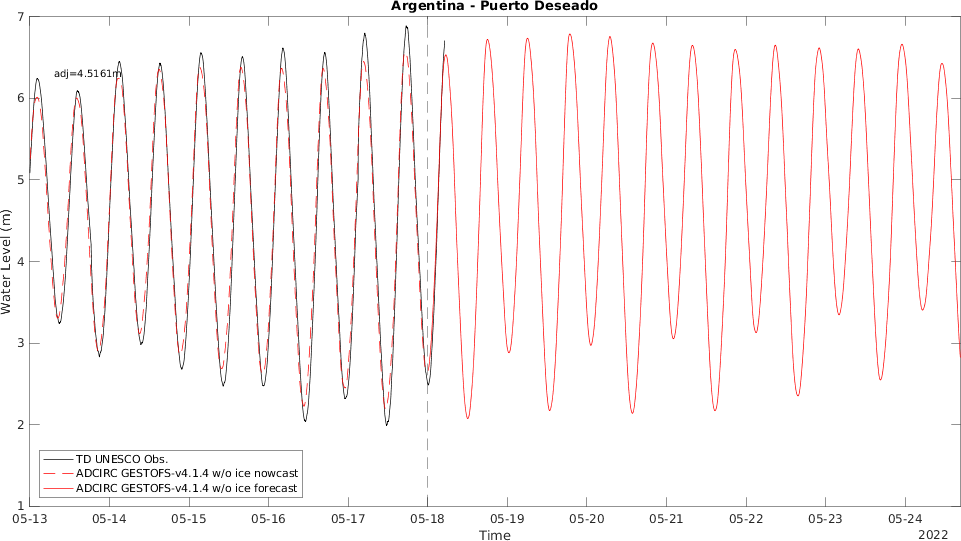 Argentina - Puerto Deseado
Water Level (m)
7
6
5
4
3
2
1
adj=4.5161m
TD UNESCO Obs.
ADCIRC GESTOFS-v4.1.4 w/o ice nowcast
ADCIRC GESTOFS-v4.1.4 w/o ice forecast
05-13 05-14 05-15 05-16 05-17 05-18 05-19 05-20 05-21 05-22 05-23 05-24
Time
2022